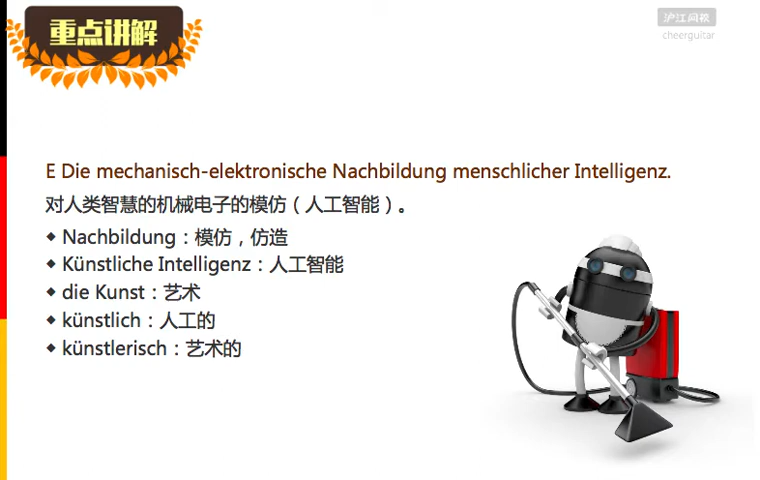 重点讲解
沪江网校
cheerguitar
E Die mechanisch-elektronische Nachbildung menschlicher Intelligenz.
对人类智慧的机械电子的模仿（人工智能）。
◆ Nachbildung：模仿，仿造
◆ Künstliche Intelligenz：人工智能
◆ die Kunst：艺术
◆ künstlich：人工的
◆ künstlerisch：艺术的